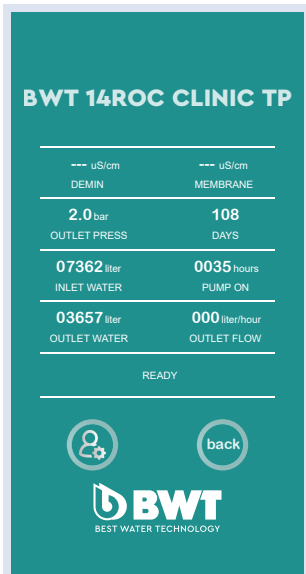 BWT 14ROC CLINIC TP
--- uS/cm --- uS/cm
DEMIN MEMBRANE
2.0 bar 108
OUTLET PRESS DAYS
07362 liter 0035 hours
INLET WATER PUMP ON
03657 liter 000 liter/hour
OUTLET WATER OUTLET FLOW
READY
back
BWT
BEST WATER TECHNOLOGY